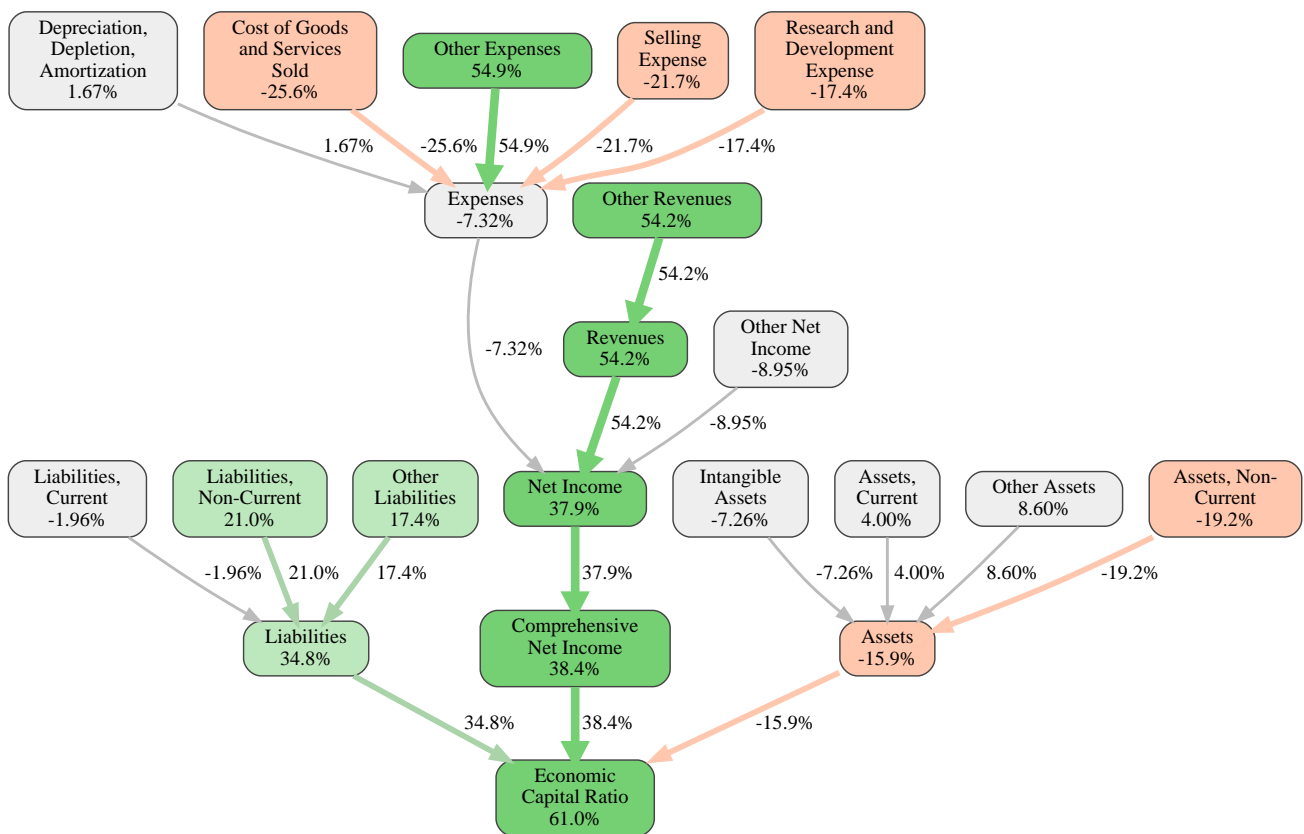 Depreciation,
Depletion,
Amortization
1.67%
Cost of Goods
and Services
Sold
-25.6%
Other Expenses
54.9%
Selling
Expense
-21.7%
Research and
Development
Expense
-17.4%
1.67%
-25.6%
54.9%
-21.7%
-17.4%
Expenses
-7.32%
Other Revenues
54.2%
54.2%
-7.32%
Revenues
54.2%
Other Net
Income
-8.95%
54.2%
-8.95%
Liabilities,
Current
-1.96%
Liabilities,
Non-Current
21.0%
Other
Liabilities
17.4%
Net Income
37.9%
Intangible
Assets
-7.26%
Assets,
Current
4.00%
Other Assets
8.60%
Assets, Non-
Current
-19.2%
-1.96%
21.0%
17.4%
37.9%
-7.26%
4.00%
8.60%
-19.2%
Liabilities
34.8%
Comprehensive
Net Income
38.4%
Assets
-15.9%
34.8%
38.4%
-15.9%
Economic
Capital Ratio
61.0%